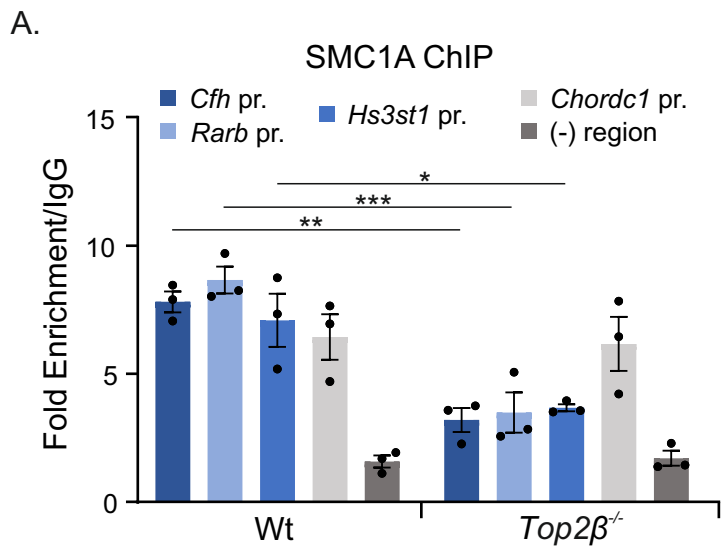 A.
SMC1A ChIP
Cfh pr.
Rarb pr.
Hs3st1 pr.
Chordc1 pr.
(-) region
Fold Enrichment/IgG
15
10
5
0
*
***
**
Wt
Top2β-/-